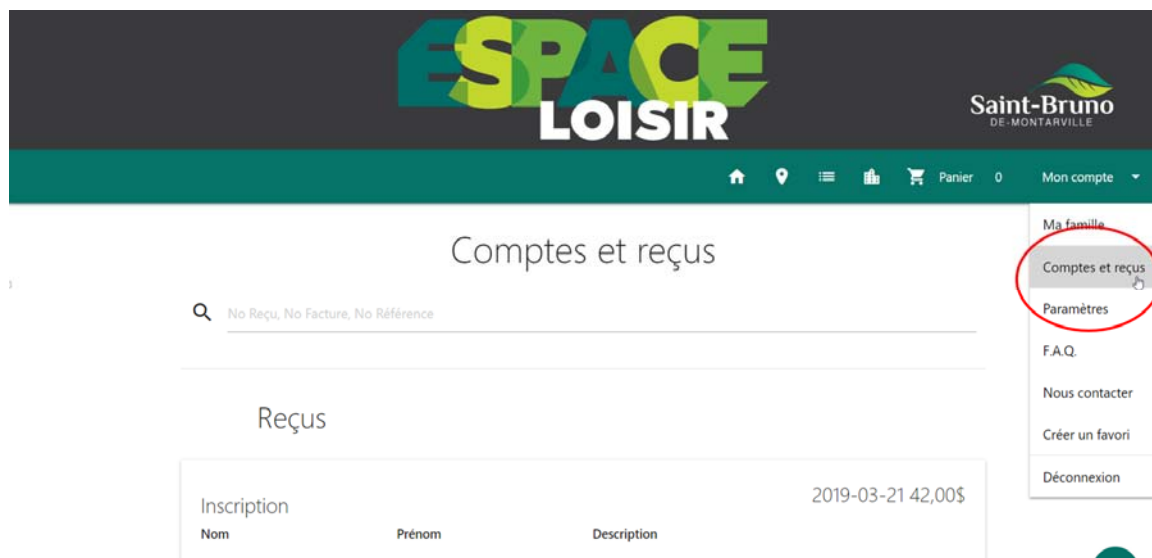 ESPACE
LOISIR
Saint-Bruno
DE-MONTARVILLE
Panier 0 Mon compte
Ma famille
Comptes et reçus
Paramètres
F.A.Q.
Nous contacter
Créer un favori
Déconnexion
Comptes et reçus
No Reçu, No Facture, No Référence
Reçus
Inscription 2019-03-21 42,00$
Nom Prénom Description